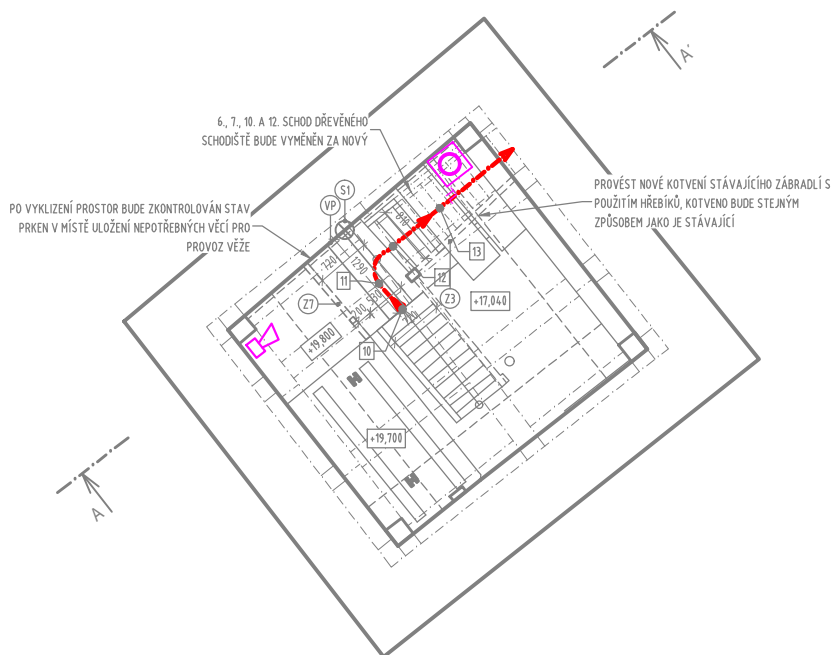 A'
6., 7., 10. A 12. SCHOD DŘEVĚNÉHO
SCHODIŠTĚ BUDE VYMĚNĚN ZA NOVÝ
PROVÉST NOVÉ KOTVENÍ STÁVAJÍCÍHO ZÁBRADLÍ S
POUŽITÍM HŘEBÍKŮ, KOTVENO BUDE STEJNÝM
ZPŮSOBEM JAKO JE STÁVAJÍCÍ
S1
VP
PO VYKLIZENÍ PROSTOR BUDE ZKONTROLOVÁN STAV
PRKEN V MÍSTĚ ULOŽENÍ NEPOTŘEBNÝCH VĚCÍ PRO
PROVOZ VĚŽE
13
720
1290
11
12
Z7
Z3
+17,040
+19,800
10
+19,700
A